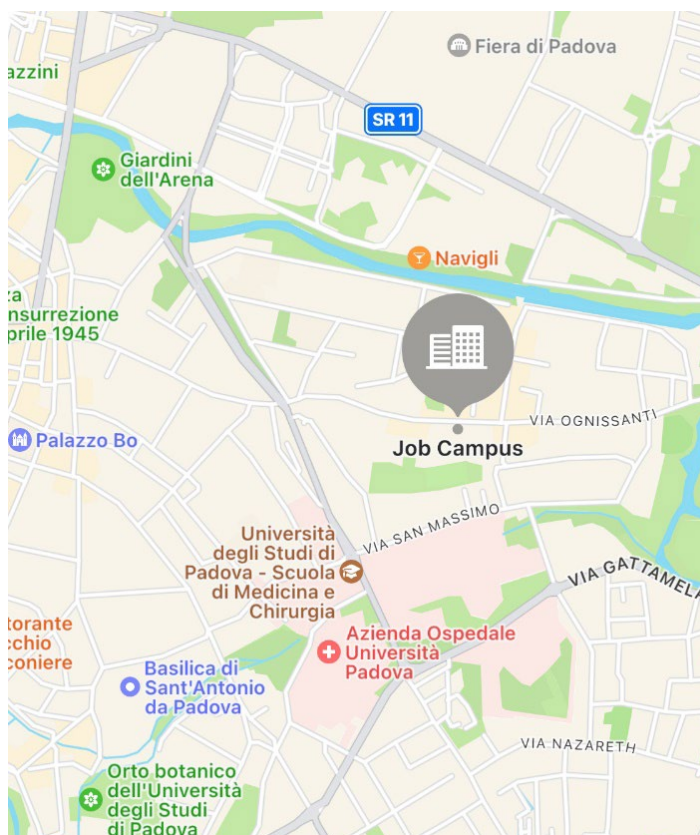 Fiera di Padova
azzini
SR 11
Giardini
dell'Arena
Navigli
za
nsurrezione
prile 1945
VIA OGNISSANTI
Palazzo Bo
Job Campus
VIA SAN MASSIMO
Università
degli Studi di
Padova - Scuola
di Medicina e
Chirurgia
VIA GATTAMEL
torante
cchio
coniere
Azienda Ospedale
Università
Padova
Basilica di
Sant'Antonio
da Padova
VIA NAZARETH
Orto botanico
dell'Università
degli Studi
di Padova